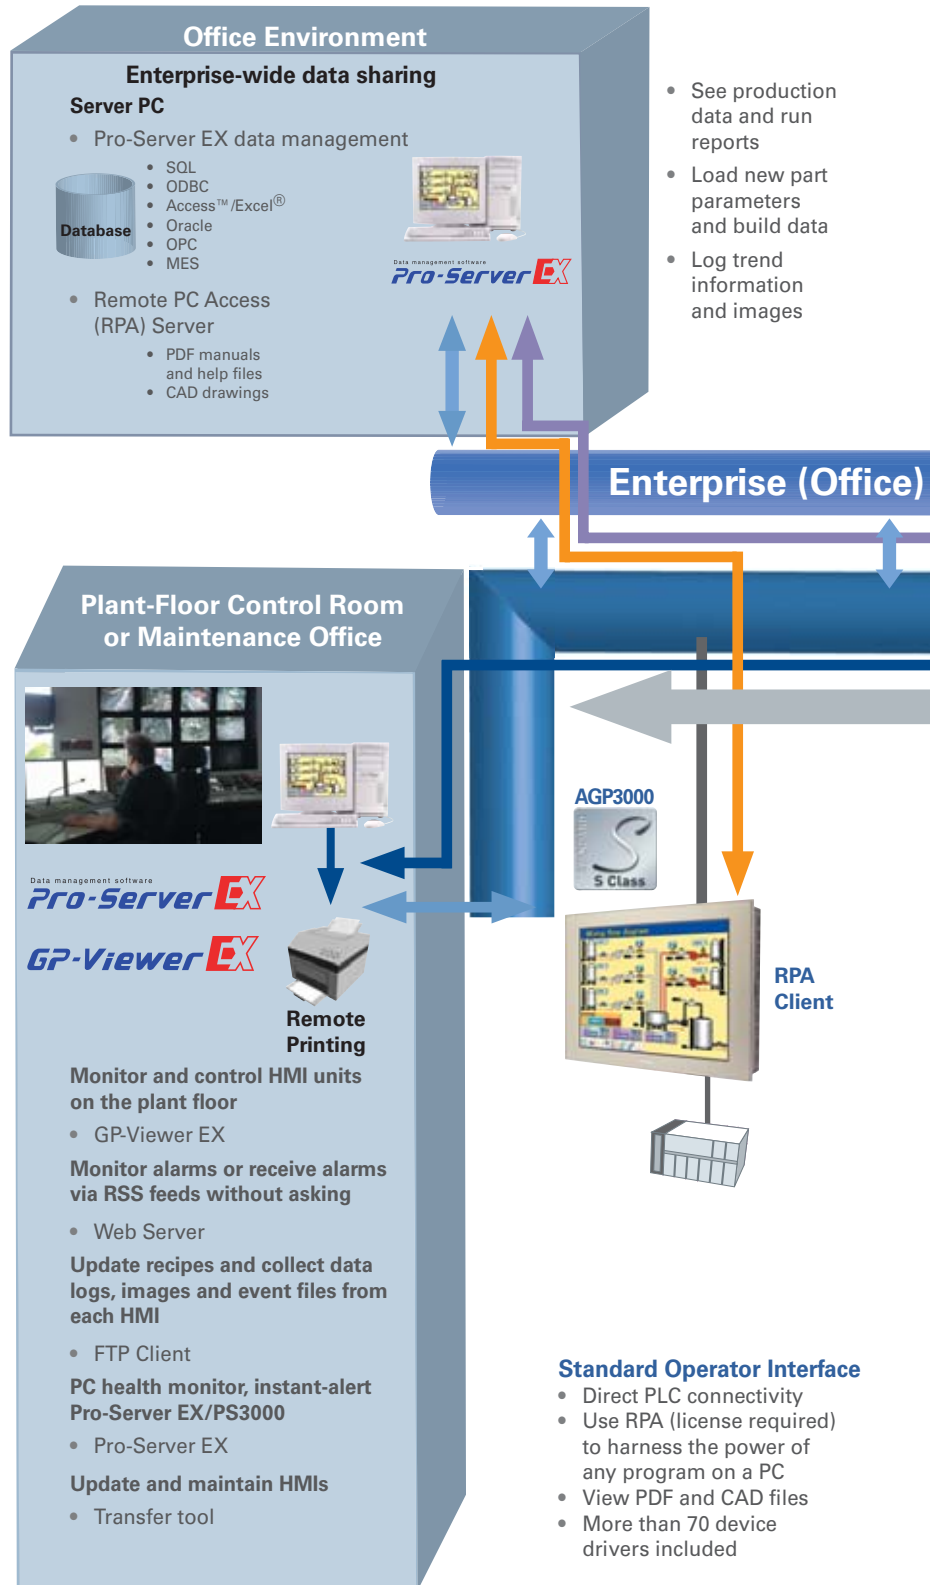 Office Environment
Enterprise-wide data sharing
Server PC
• Pro-Server EX data management
• SQL
• ODBC
• Access™/Excel®
• Oracle
• OPC
• MES
Database
Data management software
Pro-Server EX
• Remote PC Access
(RPA) Server
• PDF manuals
and help files
• CAD drawings
• See production
data and run
reports
• Load new part
parameters
and build data
• Log trend
information
and images
Enterprise (Office)
Plant-Floor Control Room
or Maintenance Office
Data management software
Pro-Server EX
GP-Viewer EX
Remote
Printing
Monitor and control HMI units
on the plant floor
• GP-Viewer EX
Monitor alarms or receive alarms
via RSS feeds without asking
• Web Server
Update recipes and collect data
logs, images and event files from
each HMI
• FTP Client
PC health monitor, instant-alert
Pro-Server EX/PS3000
• Pro-Server EX
Update and maintain HMIs
• Transfer tool
AGP3000
STANDARD
S
S Class
Mixing flow diagram
RPA
Client
Standard Operator Interface
• Direct PLC connectivity
• Use RPA (license required)
to harness the power of
any program on a PC
• View PDF and CAD files
• More than 70 device
drivers included